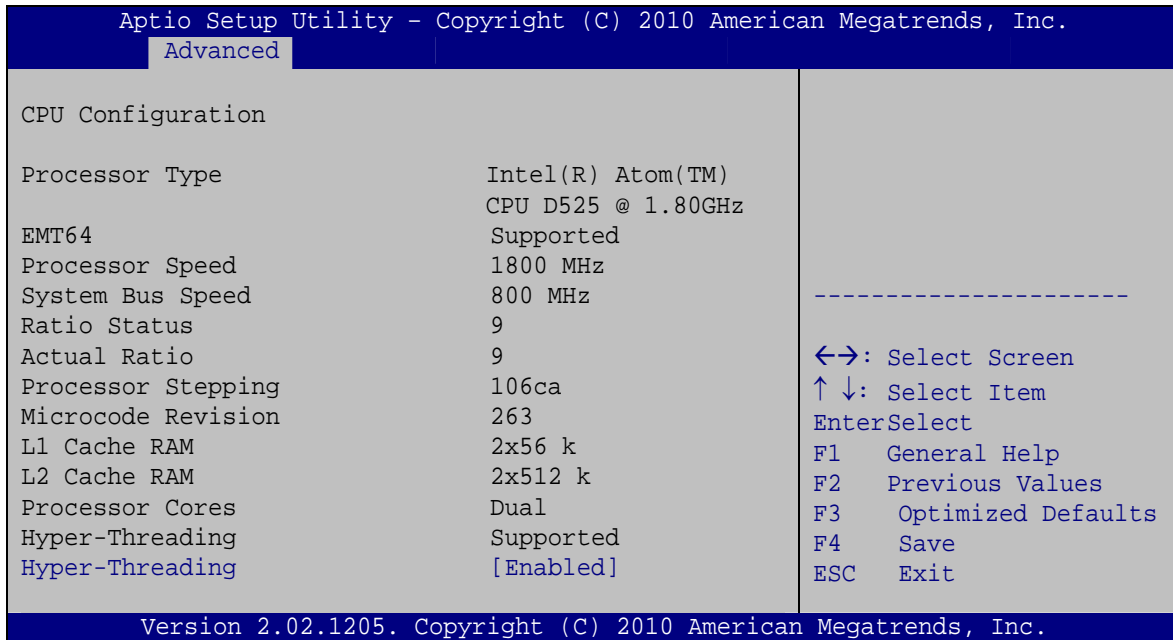 Aptio Setup Utility – Copyright (C) 2010 American Megatrends, Inc.
Advanced
CPU Configuration
Processor Type Intel(R) Atom(TM)
CPU D525 @ 1.80GHz
EMT64 Supported
Processor Speed 1800 MHz
System Bus Speed 800 MHz
Ratio Status 9
Actual Ratio 9
Processor Stepping 106ca
Microcode Revision 263
L1 Cache RAM 2x56 k
L2 Cache RAM 2x512 k
Processor Cores Dual
Hyper-Threading Supported
Hyper-Threading [Enabled]
----------------------
←→: Select Screen
↑ ↓: Select Item
EnterSelect
F1 General Help
F2 Previous Values
F3 Optimized Defaults
F4 Save
ESC Exit
Version 2.02.1205. Copyright (C) 2010 American Megatrends, Inc.